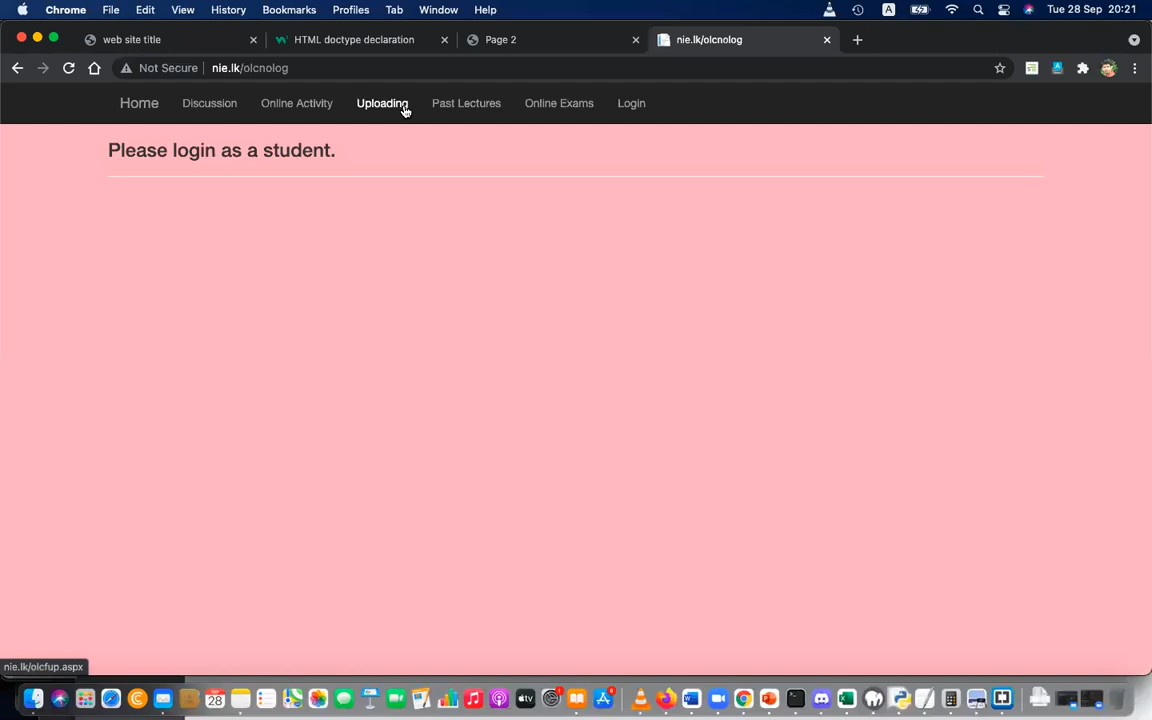 Chrome File Edit View History Bookmarks Profiles Tab Window Help A Tue 28 Sep 20:21
web site title HTML doctype declaration Page 2 nie.lk/olcnolog
Not Secure nie.lk/olcnolog
Home Discussion Online Activity Uploading Past Lectures Online Exams Login
Please login as a student.
nie.lk/olcfup.aspx
SEP
28